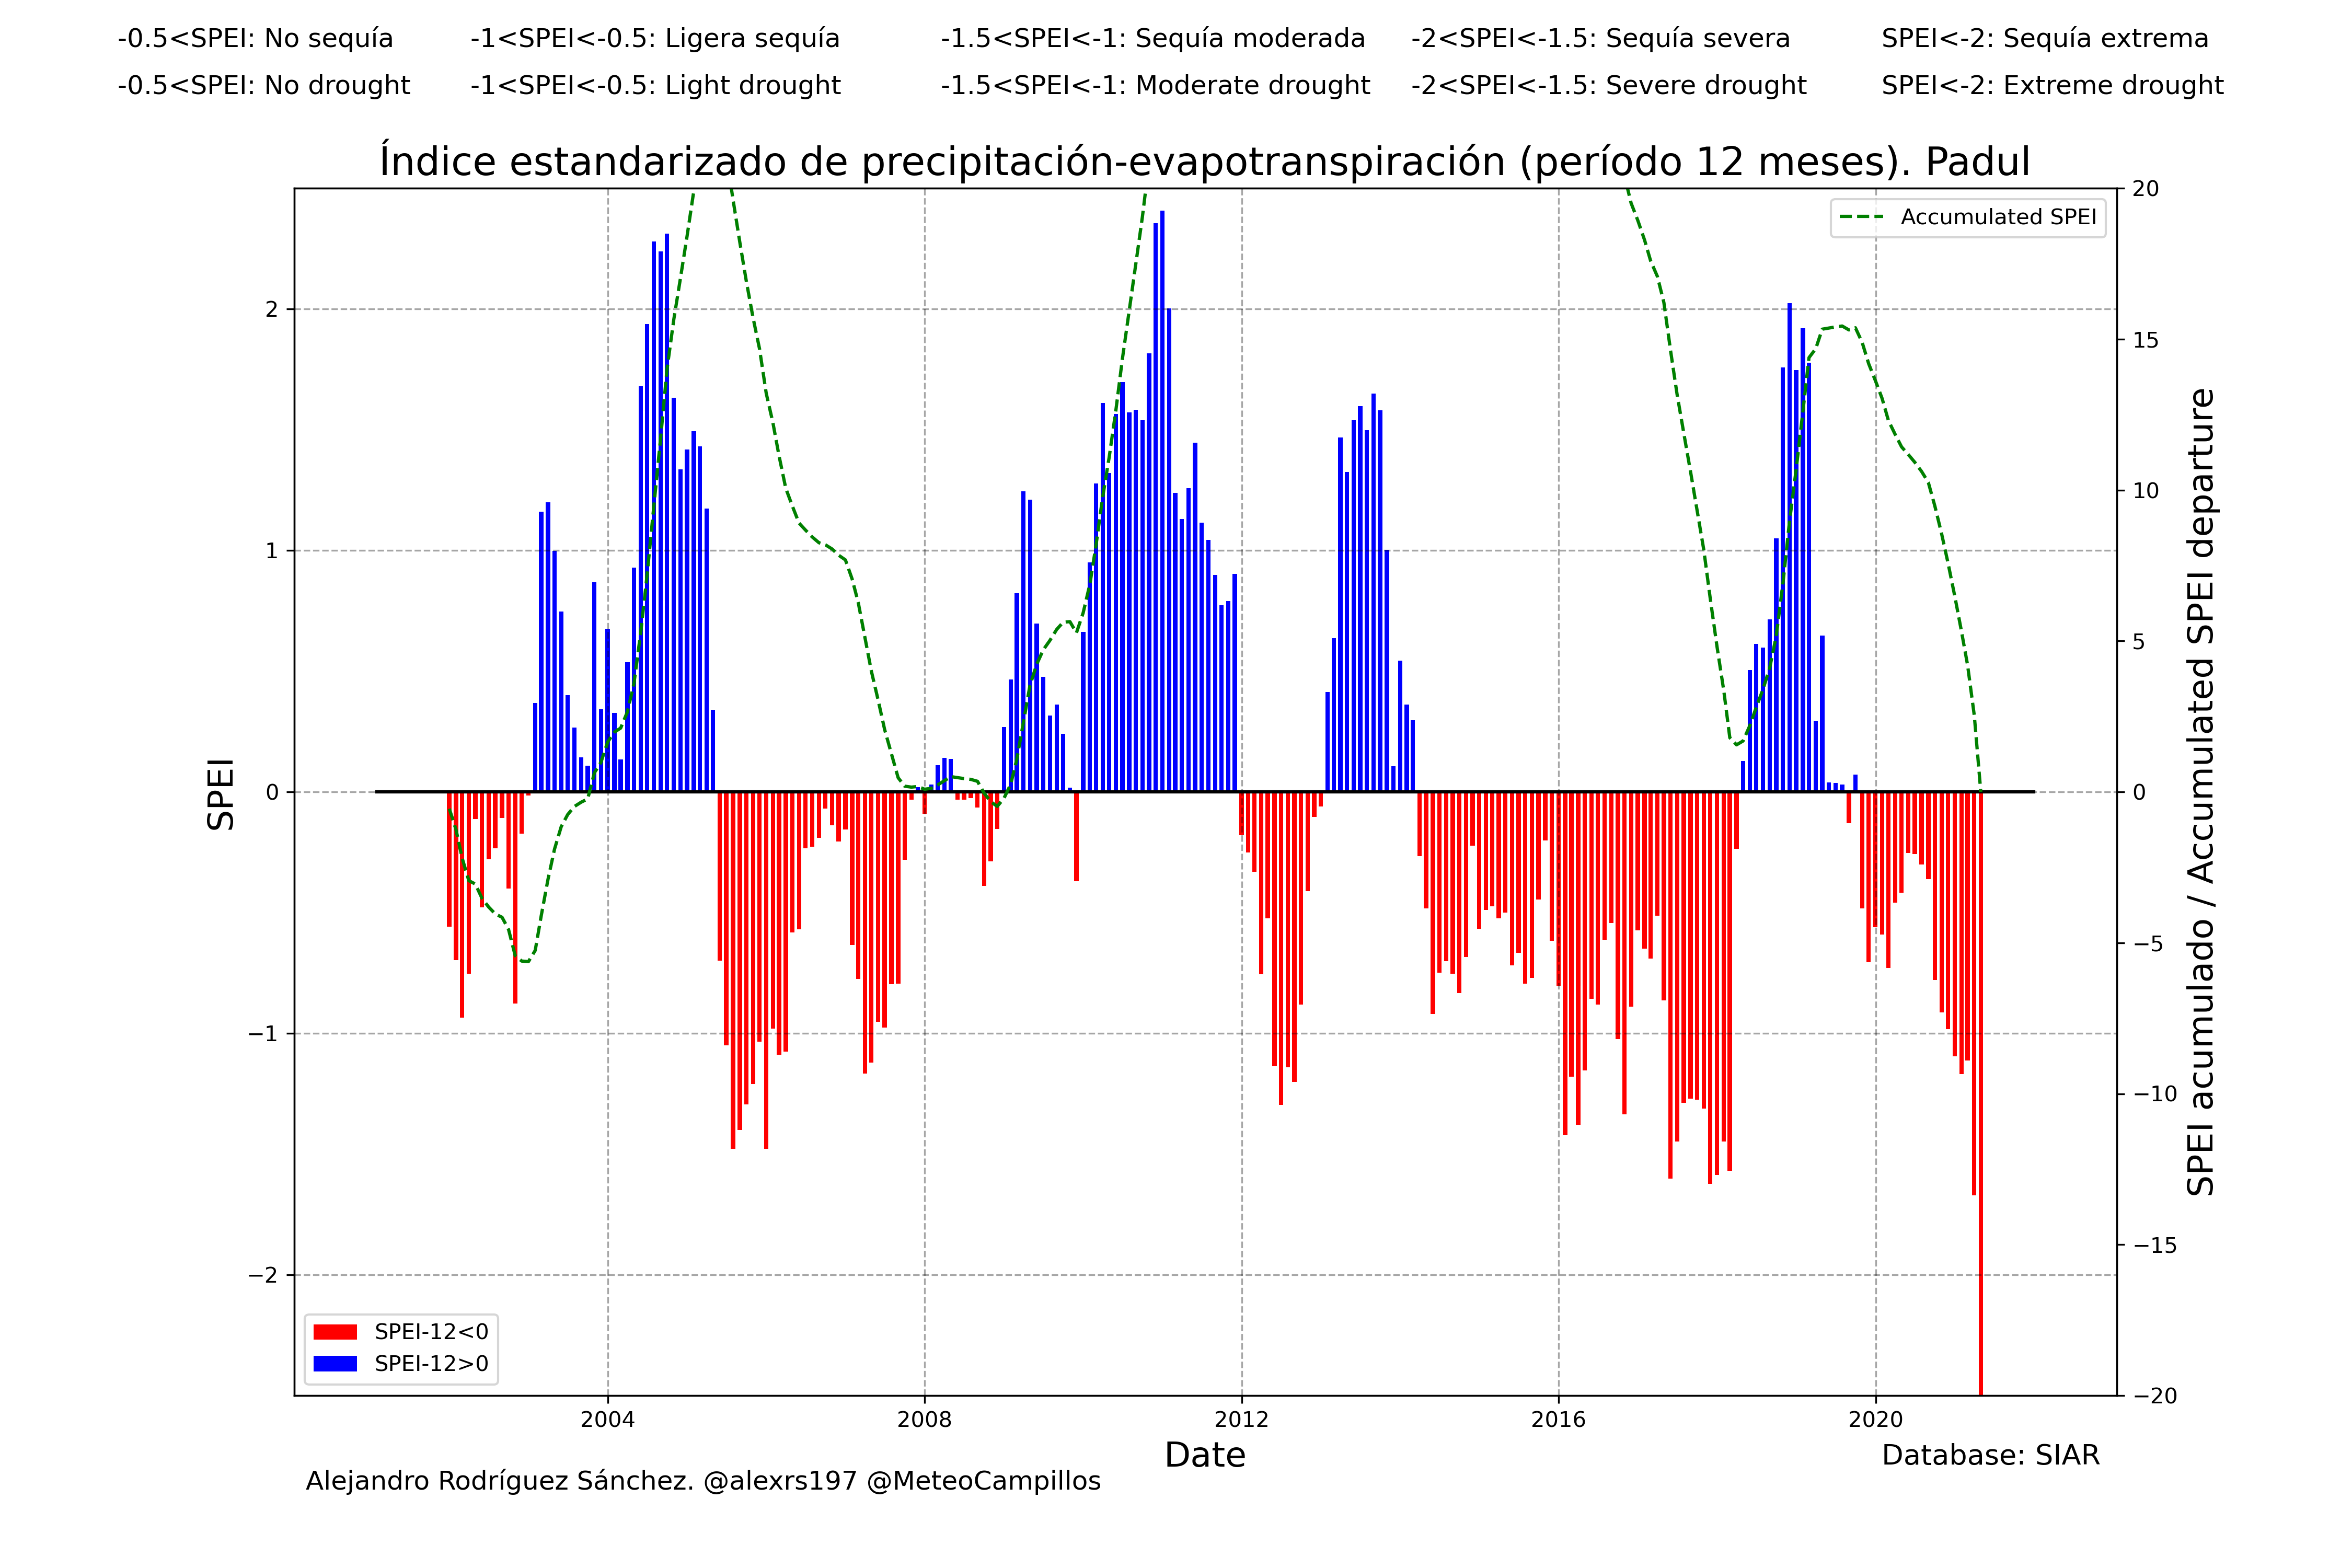 -0.5<SPEI: No sequía -1<SPEI<-0.5: Ligera sequía -1.5<SPEI<-1: Sequía moderada -2<SPEI<-1.5: Sequía severa SPEI<-2: Sequía extrema
-0.5<SPEI: No drought -1<SPEI<-0.5: Light drought -1.5<SPEI<-1: Moderate drought -2<SPEI<-1.5: Severe drought SPEI<-2: Extreme drought
Índice estandarizado de precipitación-evapotranspiración (período 12 meses). Padul
Accumulated SPEI
2
1
0
−1
−2
SPEI
20
15
10
5
0
−5
−10
−15
−20
SPEI acumulado / Accumulated SPEI departure
SPEI-12<0
SPEI-12>0
2004 2008 2012 2016 2020
Date
Database: SIAR
Alejandro Rodríguez Sánchez. @alexrs197 @MeteoCampillos